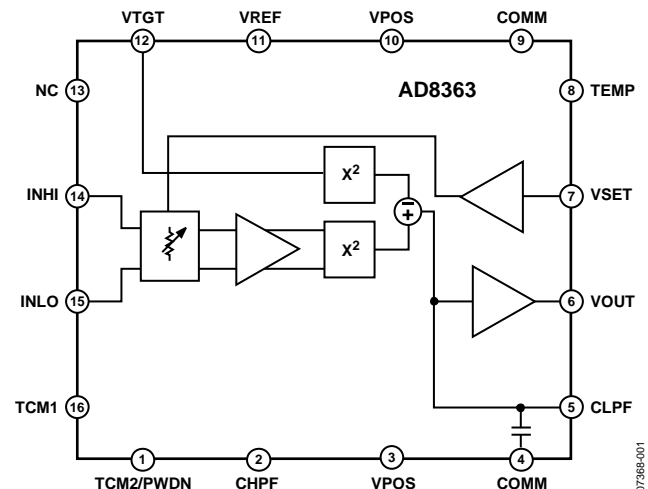 VTGT VREF VPOS COMM
12 11 10 9
NC 13 AD8363 8 TEMP
X²
INHI 14 7 VSET
– +
X²
INLO 15 6 VOUT
TCM1 16 5 CLPF
1 2 3 4
TCM2/PWDN CHPF VPOS COMM
07368-001